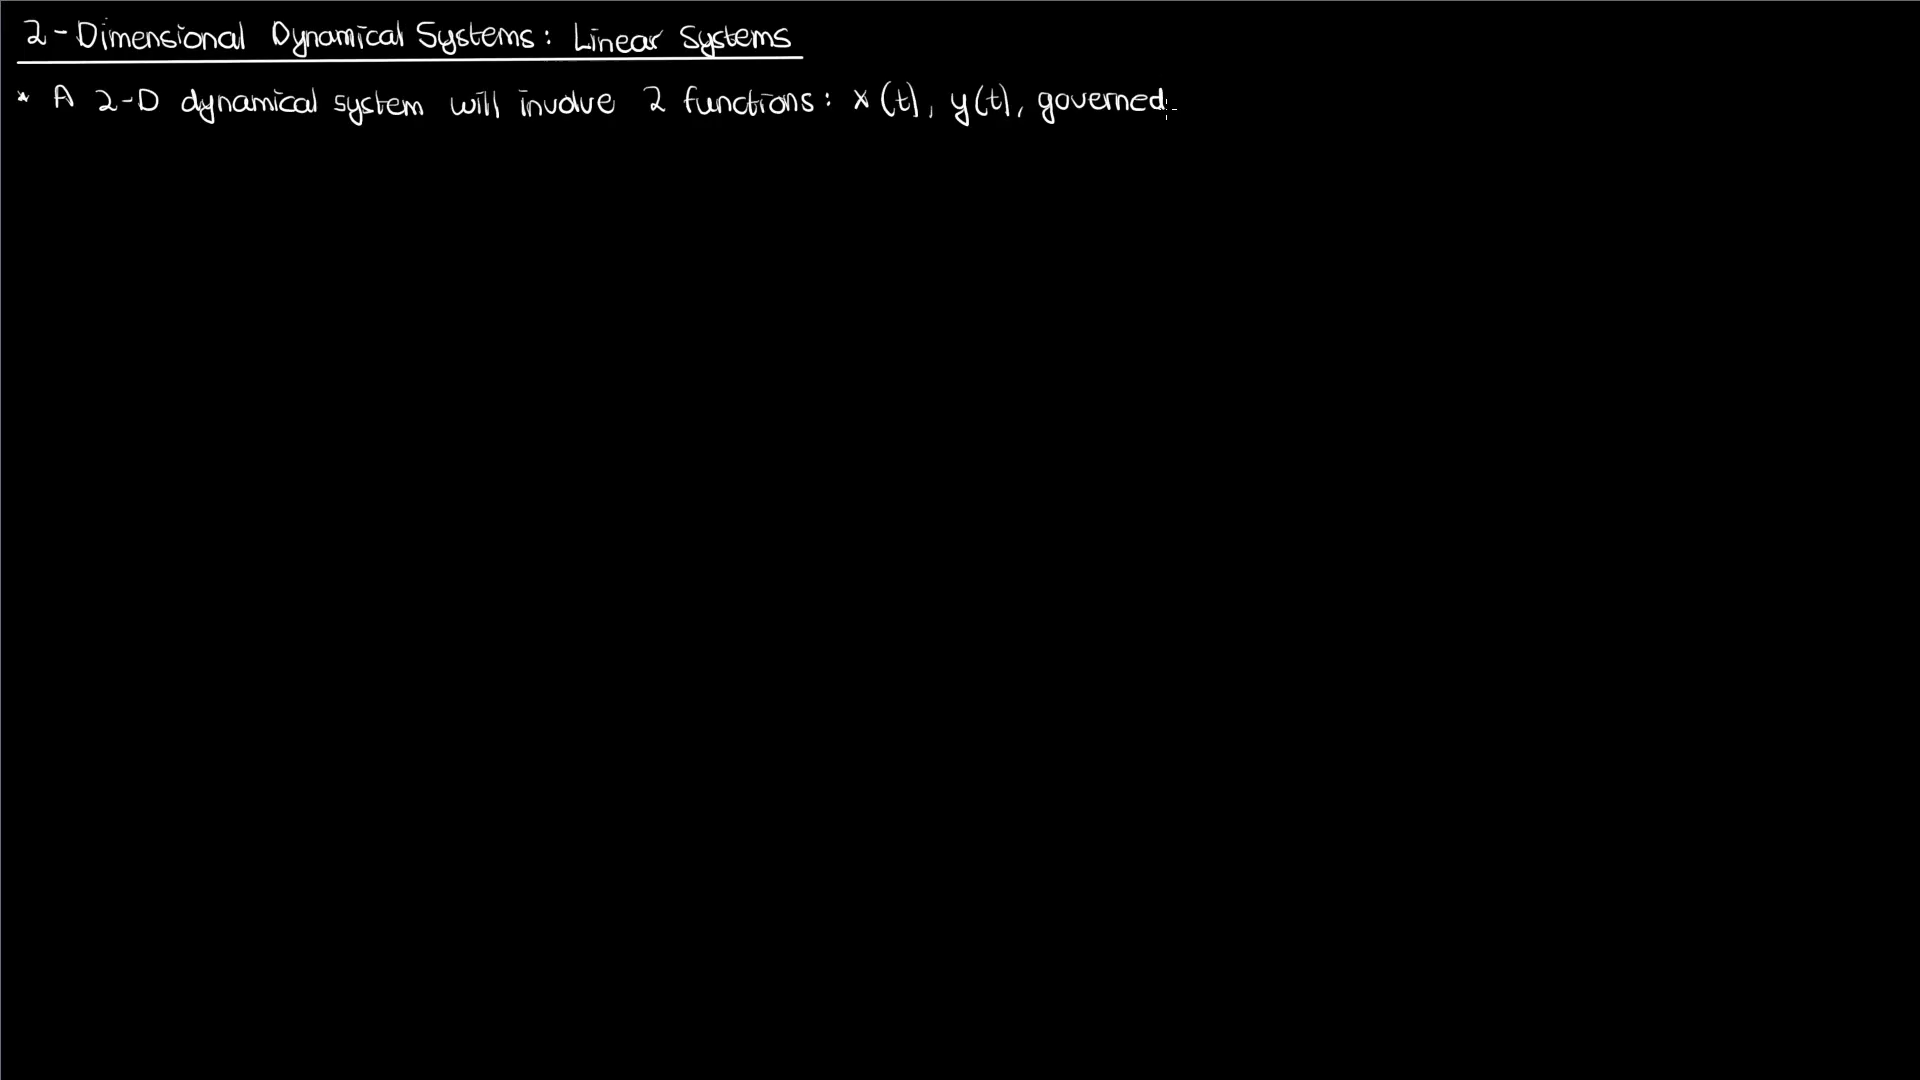 2-Dimensional Dynamical Systems: Linear Systems
* A 2-D dynamical system will involve 2 functions: x(t), y(t), governed